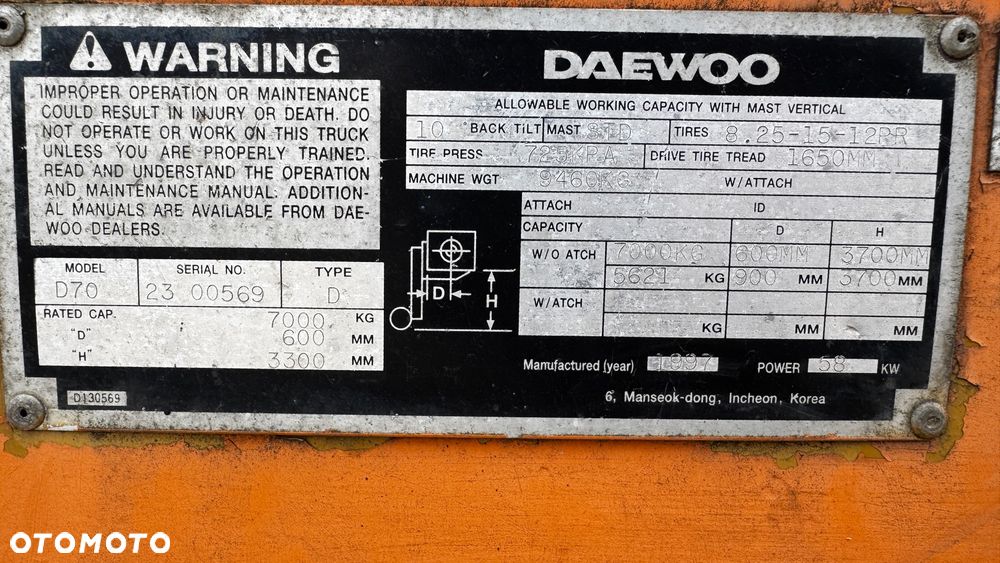 WARNING
IMPROPER OPERATION OR MAINTENANCE
COULD RESULT IN INJURY OR DEATH. DO
NOT OPERATE OR WORK ON THIS TRUCK
UNLESS YOU ARE PROPERLY TRAINED.
READ AND UNDERSTAND THE OPERATION
AND MAINTENANCE MANUAL. ADDITION-
AL MANUALS ARE AVAILABLE FROM DAE-
WOO DEALERS.
MODEL SERIAL NO. TYPE
D70 23 00569 D
RATED CAP. 7000 KG
"D" 600 MM
"H" 3300 MM
D130569
D H
DAEWOO
ALLOWABLE WORKING CAPACITY WITH MAST VERTICAL
10 BACK TILT MAST STD TIRES 8.25-15-12PR
TIRE PRESS KPA DRIVE TIRE TREAD 1650MM
MACHINE WGT 9460KG W/ATTACH
ATTACH ID
CAPACITY D H
W/O ATCH 7000KG 600MM 3700MM
5621 KG 900 MM 3700 MM
W/ATCH
KG MM MM
Manufactured (year) 1997 POWER 58 KW
6, Manseok-dong, Incheon, Korea
OTOMOTO